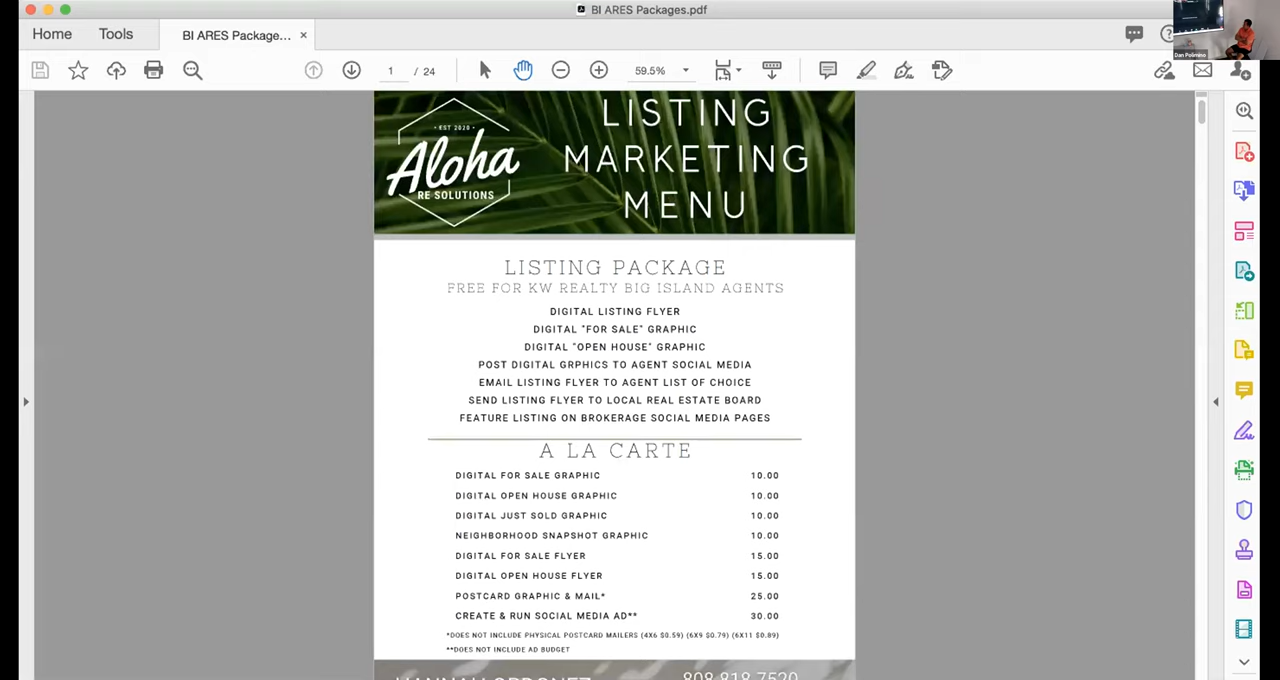 BI ARES Packages.pdf
Home
Tools
BI ARES Package...
1 / 24
59.5%
Dan Polimino
• EST 2020 •
Aloha
RE SOLUTIONS
LISTING
MARKETING
MENU
LISTING PACKAGE
FREE FOR KW REALTY BIG ISLAND AGENTS
DIGITAL LISTING FLYER
DIGITAL "FOR SALE" GRAPHIC
DIGITAL "OPEN HOUSE" GRAPHIC
POST DIGITAL GRPHICS TO AGENT SOCIAL MEDIA
EMAIL LISTING FLYER TO AGENT LIST OF CHOICE
SEND LISTING FLYER TO LOCAL REAL ESTATE BOARD
FEATURE LISTING ON BROKERAGE SOCIAL MEDIA PAGES
A LA CARTE
DIGITAL FOR SALE GRAPHIC 10.00
DIGITAL OPEN HOUSE GRAPHIC 10.00
DIGITAL JUST SOLD GRAPHIC 10.00
NEIGHBORHOOD SNAPSHOT GRAPHIC 10.00
DIGITAL FOR SALE FLYER 15.00
DIGITAL OPEN HOUSE FLYER 15.00
POSTCARD GRAPHIC & MAIL* 25.00
CREATE & RUN SOCIAL MEDIA AD** 30.00
*DOES NOT INCLUDE PHYSICAL POSTCARD MAILERS (4X6 $0.59) (6X9 $0.79) (6X11 $0.89)
**DOES NOT INCLUDE AD BUDGET
HANNAH ORDONEZ 808.818.7520